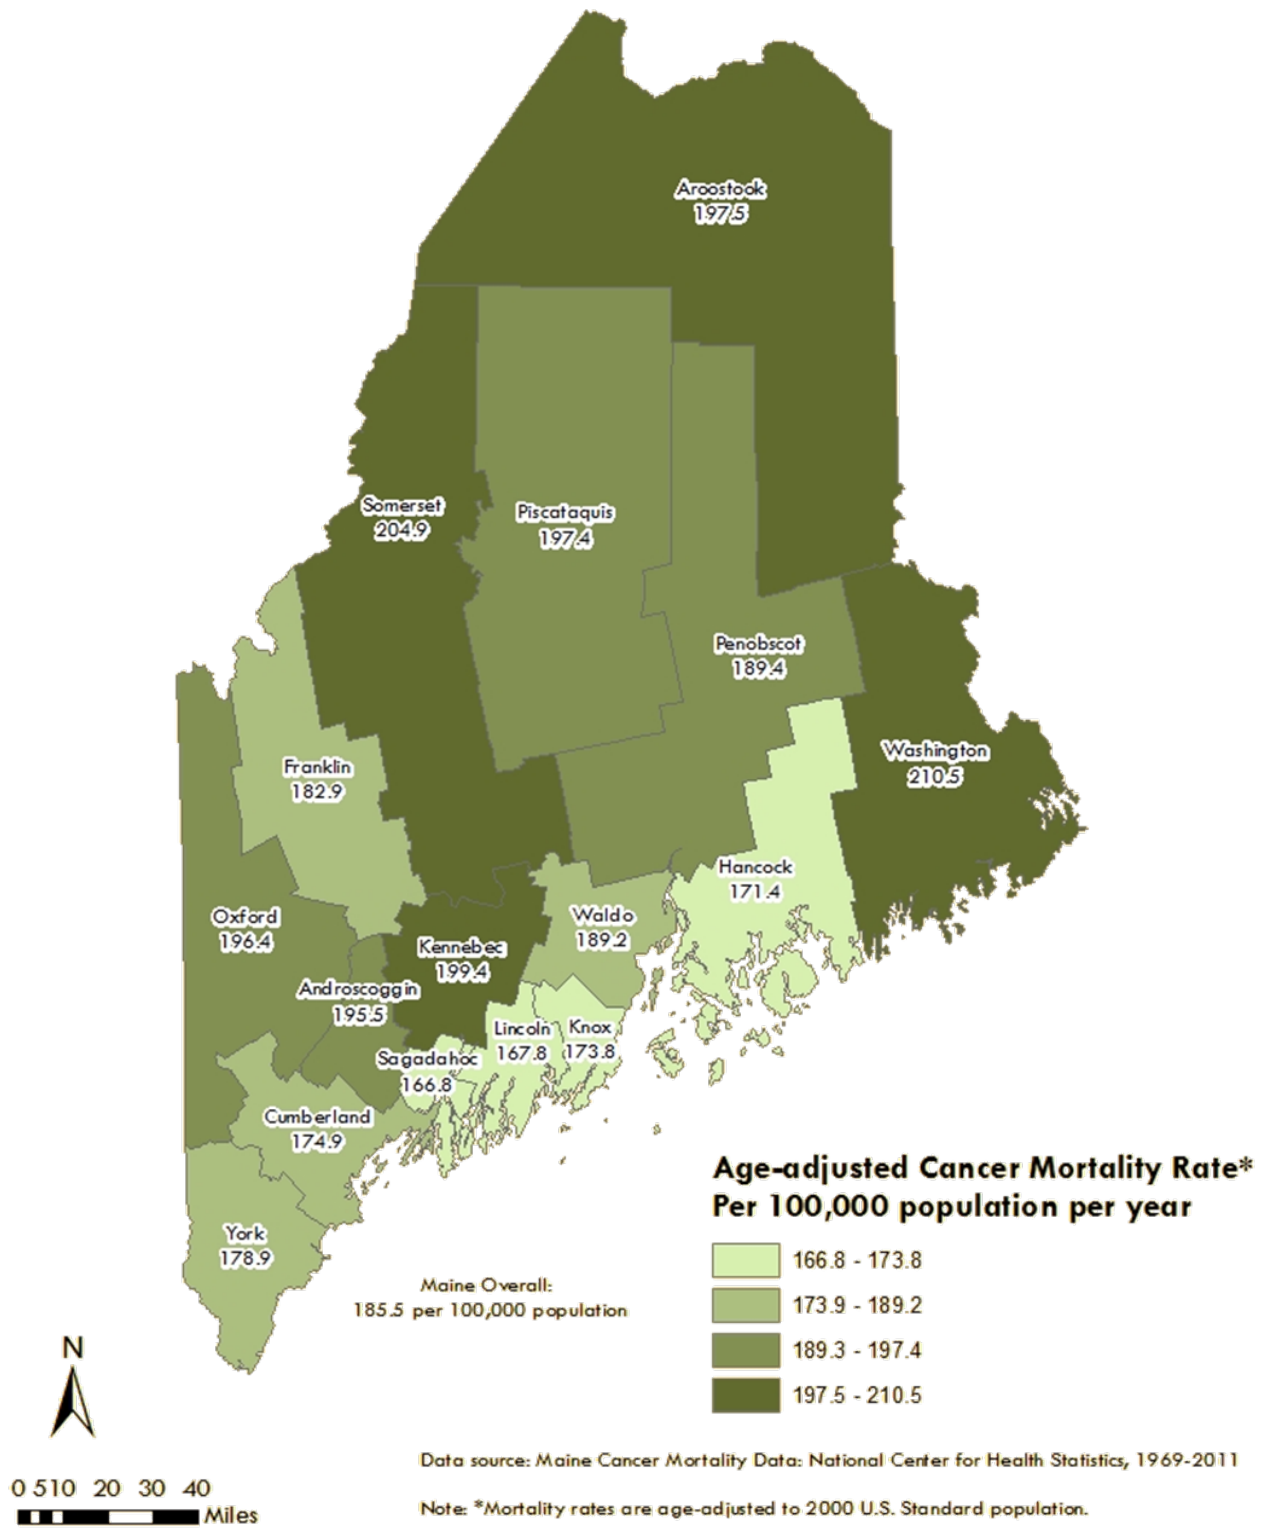 Aroostook
197.5
Somerset
204.9
Piscataquis
197.4
Penobscot
189.4
Washington
210.5
Franklin
182.9
Hancock
171.4
Oxford
196.4
Waldo
189.2
Kennebec
199.4
Androscoggin
195.5
Lincoln
167.8
Knox
173.8
Sagadahoc
166.8
Cumberland
174.9
York
178.9
Maine Overall:
185.5 per 100,000 population
Age-adjusted Cancer Mortality Rate*
Per 100,000 population per year
166.8 - 173.8
173.9 - 189.2
189.3 - 197.4
197.5 - 210.5
N
0 5 10 20 30 40
Miles
Data source: Maine Cancer Mortality Data: National Center for Health Statistics, 1969-2011
Note: *Mortality rates are age-adjusted to 2000 U.S. Standard population.